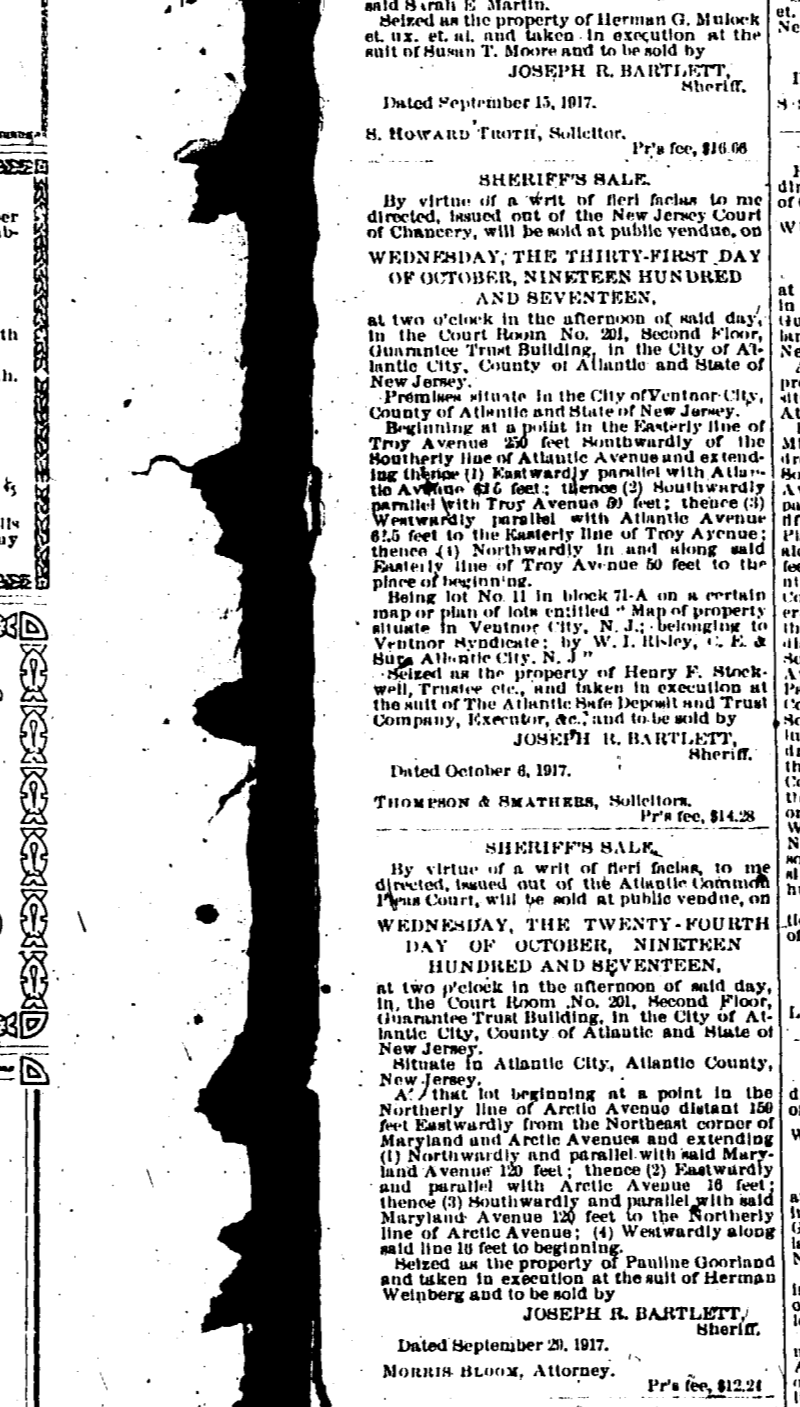 said Sarah E. Martin.
Seized as the property of Herman G. Mulock
et. ux. et. al. and taken in execution at the
suit of Susan T. Moore and to be sold by
JOSEPH R. BARTLETT,
Sheriff.
Dated September 15, 1917.
S. HOWARD TROTH, Solicitor.
Pr's fee, $16.66
SHERIFF'S SALE.
By virtue of a writ of fieri facias to me
directed, issued out of the New Jersey Court
of Chancery, will be sold at public vendue, on
WEDNESDAY, THE THIRTY-FIRST DAY
OF OCTOBER, NINETEEN HUNDRED
AND SEVENTEEN,
at two o'clock in the afternoon of said day,
in the Court Room No. 201, Second Floor,
Guarantee Trust Building, in the City of At-
lantic City, County of Atlantic and State of
New Jersey.
Premises situate in the City of Ventnor City,
County of Atlantic and State of New Jersey.
Beginning at a point in the Easterly line of
Troy Avenue 250 feet Southwardly of the
Southerly line of Atlantic Avenue and extend-
ing thence (1) Eastwardly parallel with Atlan-
tic Avenue feet; thence (2) Southwardly
parallel with Troy Avenue 50 feet; thence (3)
Westwardly parallel with Atlantic Avenue
62.5 feet to the Easterly line of Troy Avenue;
thence (4) Northwardly in and along said
Easterly line of Troy Avenue 50 feet to the
place of beginning.
Being lot No. 11 in block 71-A on a certain
map or plan of lots entitled "Map of property
situate in Ventnor City, N. J.; belonging to
Ventnor Syndicate; by W. I. Risley, C. E. &
Atlantic City, N. J"
Seized as the property of Henry F. Stock-
well, Trustee etc., and taken in execution at
the suit of The Atlantic Safe Deposit and Trust
Company, Executor, &c., and to be sold by
JOSEPH R. BARTLETT,
Sheriff.
Dated October 6, 1917.
THOMPSON & SMATHERS, Solicitors.
Pr's fee, $14.28
SHERIFF'S SALE.
By virtue of a writ of fieri facias, to me
directed, issued out of the Atlantic Common
Pleas Court, will be sold at public vendue, on
WEDNESDAY, THE TWENTY-FOURTH
DAY OF OCTOBER, NINETEEN
HUNDRED AND SEVENTEEN,
at two o'clock in the afternoon of said day,
in, the Court Room No. 201, Second Floor,
Guarantee Trust Building, in the City of At-
lantic City, County of Atlantic and State of
New Jersey.
Situate in Atlantic City, Atlantic County,
New Jersey.
that lot beginning at a point in the
Northerly line of Arctic Avenue distant 150
feet Eastwardly from the Northeast corner of
Maryland and Arctic Avenues and extending
(1) Northwardly and parallel with said Mary-
land Avenue 120 feet; thence (2) Eastwardly
and parallel with Arctic Avenue 16 feet;
thence (3) Southwardly and parallel with said
Maryland Avenue 120 feet to the Northerly
line of Arctic Avenue; (4) Westwardly along
said line 16 feet to beginning.
Seized as the property of Pauline Goorland
and taken in execution at the suit of Herman
Weinberg and to be sold by
JOSEPH R. BARTLETT,
Sheriff.
Dated September 29, 1917.
MORRIS BLOOM, Attorney.
Pr's fee, $12.24